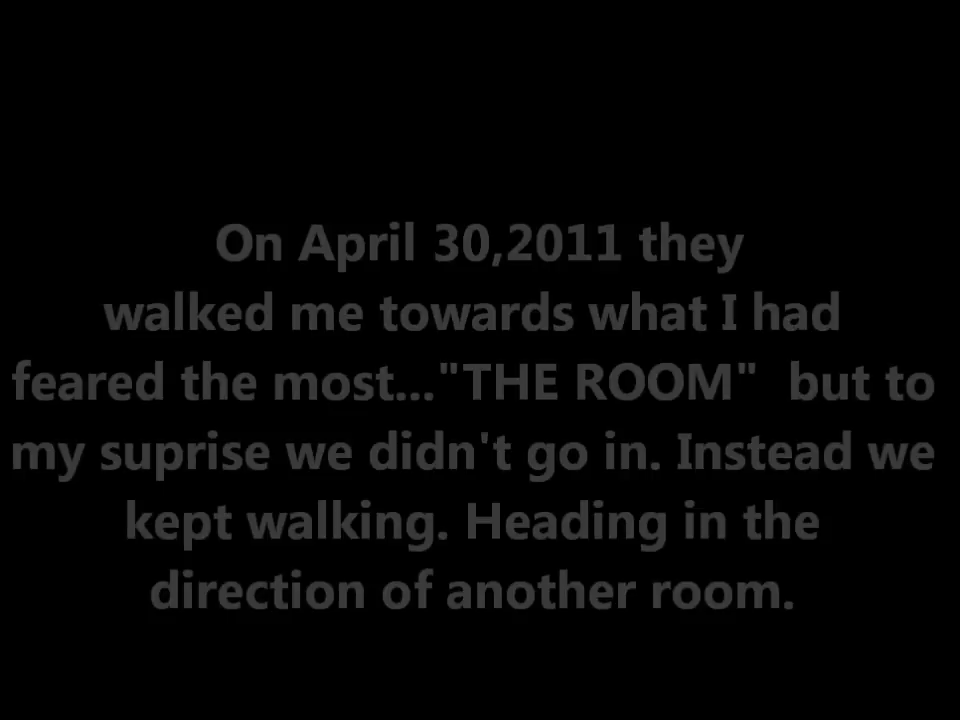 On April 30,2011 they
walked me towards what I had
feared the most..."THE ROOM"  but to
my suprise we didn't go in. Instead we
kept walking. Heading in the
direction of another room.